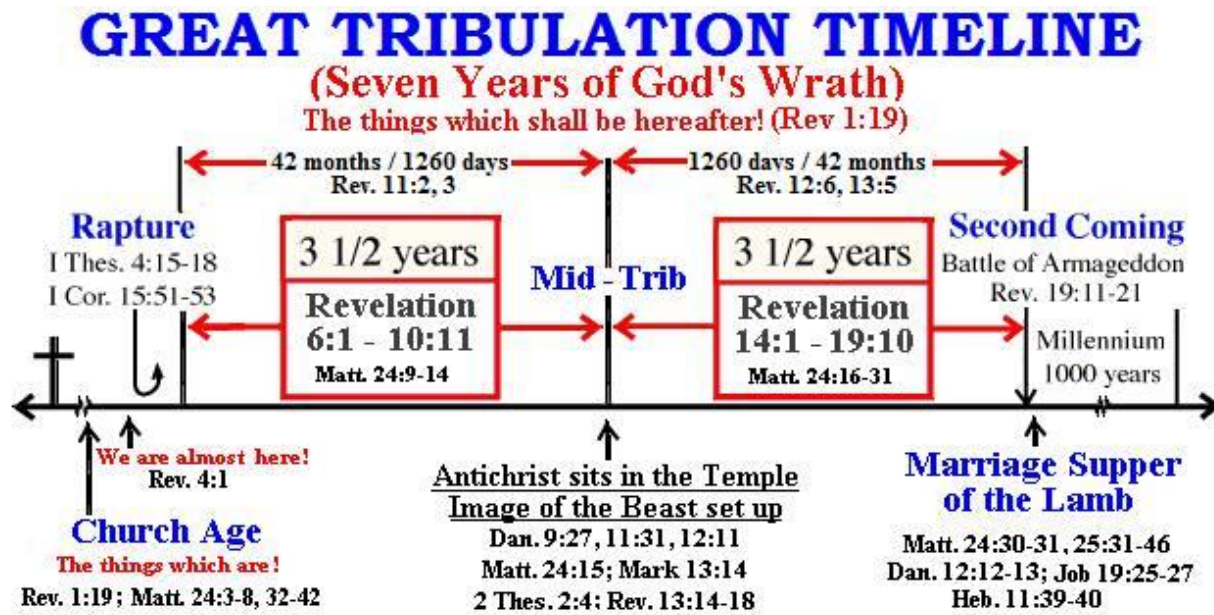 GREAT TRIBULATION TIMELINE
(Seven Years of God's Wrath)
The things which shall be hereafter! (Rev 1:19)
42 months / 1260 days
Rev. 11:2, 3
1260 days / 42 months
Rev. 12:6, 13:5
Rapture
I Thes. 4:15-18
I Cor. 15:51-53
3 1/2 years
Revelation
6:1 - 10:11
Matt. 24:9-14
Mid - Trib
3 1/2 years
Revelation
14:1 - 19:10
Matt. 24:16-31
Second Coming
Battle of Armageddon
Rev. 19:11-21
Millennium
1000 years
We are almost here!
Rev. 4:1
Church Age
The things which are!
Rev. 1:19; Matt. 24:3-8, 32-42
Antichrist sits in the Temple
Image of the Beast set up
Dan. 9:27, 11:31, 12:11
Matt. 24:15; Mark 13:14
2 Thes. 2:4; Rev. 13:14-18
Marriage Supper
of the Lamb
Matt. 24:30-31, 25:31-46
Dan. 12:12-13; Job 19:25-27
Heb. 11:39-40